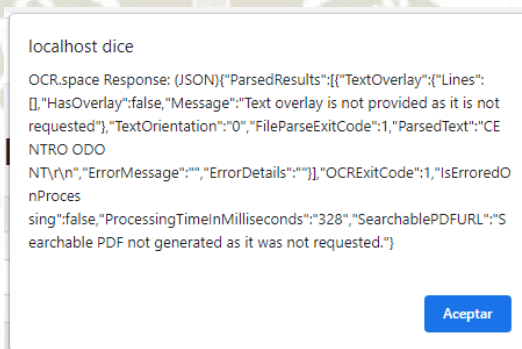 localhost dice
OCR.space Response: (JSON){"ParsedResults":[{"TextOverlay":{"Lines":
[],"HasOverlay":false,"Message":"Text overlay is not provided as it is not
requested"},"TextOrientation":"0","FileParseExitCode":1,"ParsedText":"CE
NTRO ODO
NT\r\n","ErrorMessage":"","ErrorDetails":""}],"OCRExitCode":1,"IsErroredO
nProces
sing":false,"ProcessingTimeInMilliseconds":"328","SearchablePDFURL":"S
earchable PDF not generated as it was not requested."}
Aceptar